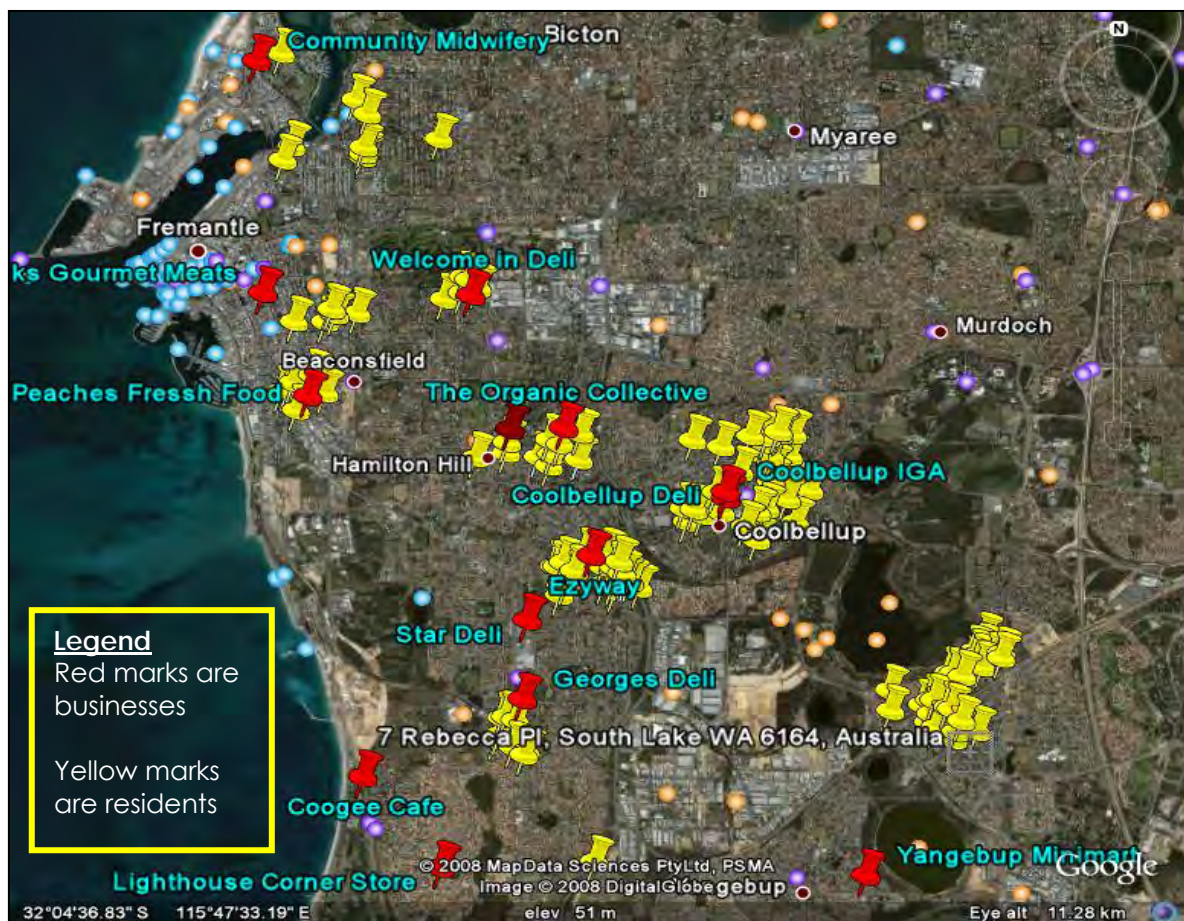 Community Midwifery
Bicton
N
Myaree
Fremantle
ks Gourmet Meats
Welcome in Deli
Murdoch
Beaconsfield
Peaches Fressh Food
The Organic Collective
Hamilton Hill
Coolbellup IGA
Coolbellup Deli
Coolbellup
Ezyway
Star Deli
Georges Deli
Legend
Red marks are
businesses
Yellow marks
are residents
7 Rebecca Pl, South Lake WA 6164, Australia
Coogee Cafe
Lighthouse Corner Store
Yangebup Minimart
© 2008 MapData Sciences PtyLtd, PSMA
Image © 2008 DigitalGlobe
gebup
Google
32°04'36.83" S 115°47'33.19" E
elev 51 m
Eye alt 11.28 km